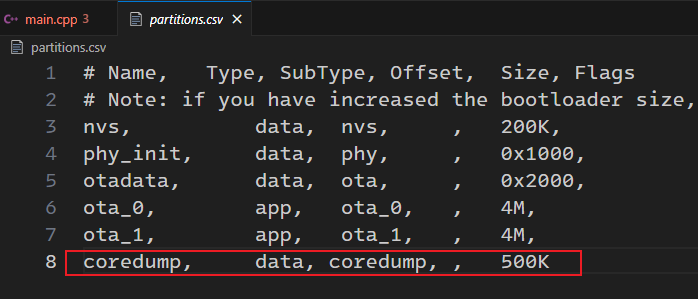 main.cpp 3 partitions.csv
partitions.csv
1 # Name,   Type, SubType, Offset,  Size, Flags
2 # Note: if you have increased the bootloader size,
3 nvs,          data,  nvs,     ,   200K,
4 phy_init,     data,  phy,     ,   0x1000,
5 otadata,      data,  ota,     ,   0x2000,
6 ota_0,        app,   ota_0,   ,   4M,
7 ota_1,        app,   ota_1,   ,   4M,
8 coredump,     data, coredump, ,   500K